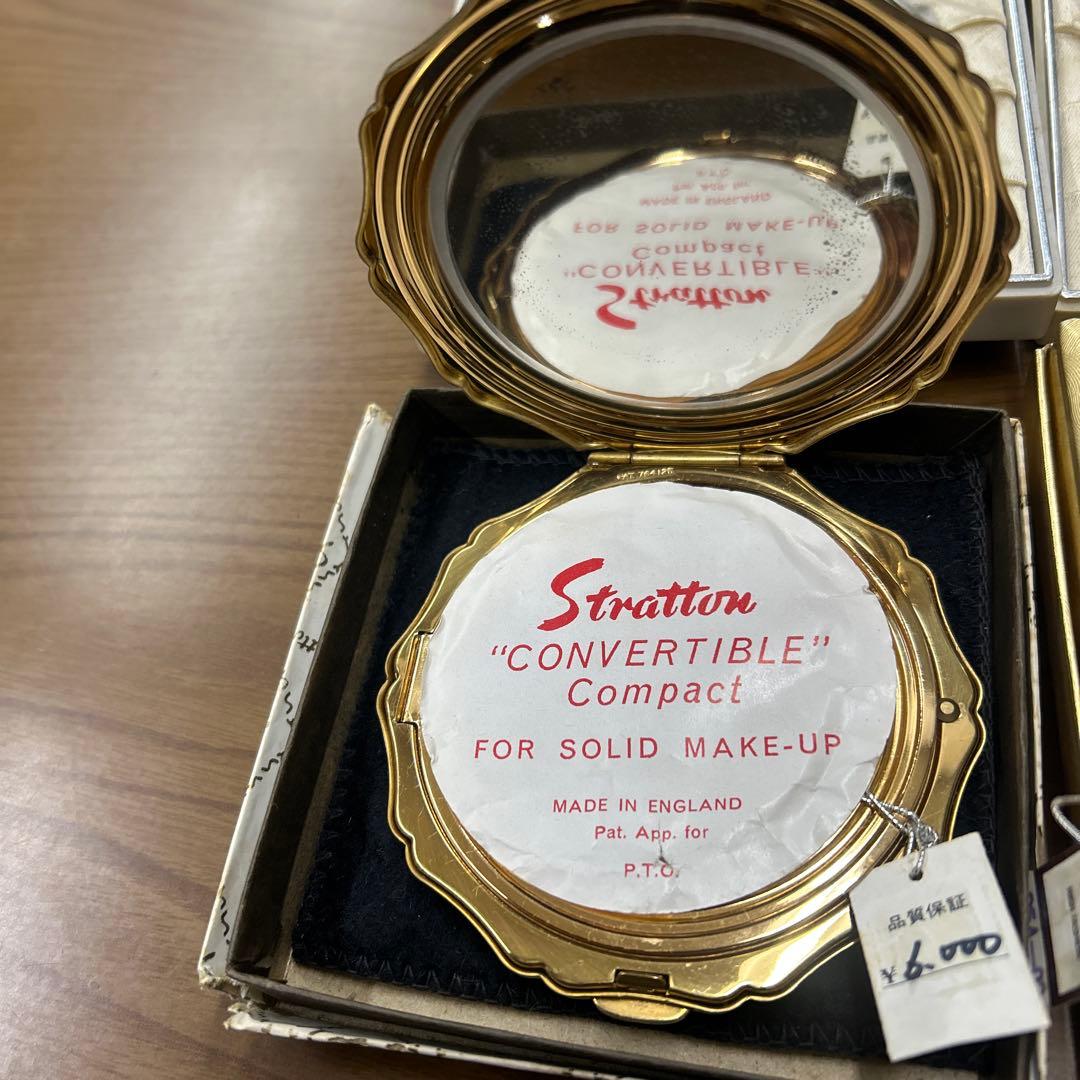 Stratton
"CONVERTIBLE"
Compact
FOR SOLID MAKE-UP
MADE IN ENGLAND
Pat. App. for
P.T.O.
品質保証
¥6.000